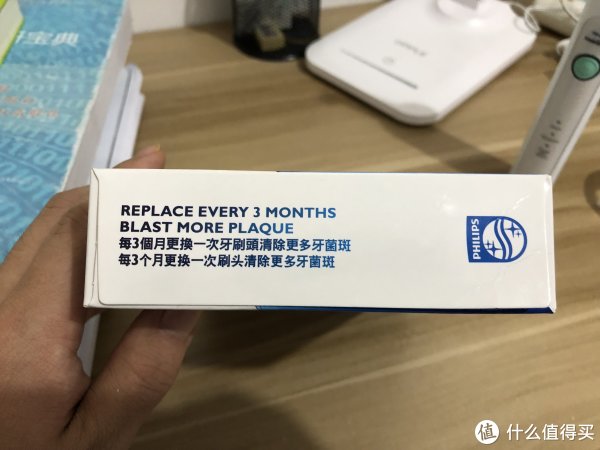 REPLACE EVERY 3 MONTHS
BLAST MORE PLAQUE
每3個月更換一次牙刷頭清除更多牙菌斑
每3个月更换一次刷头清除更多牙菌斑
PHILIPS
宝典
值 什么值得买